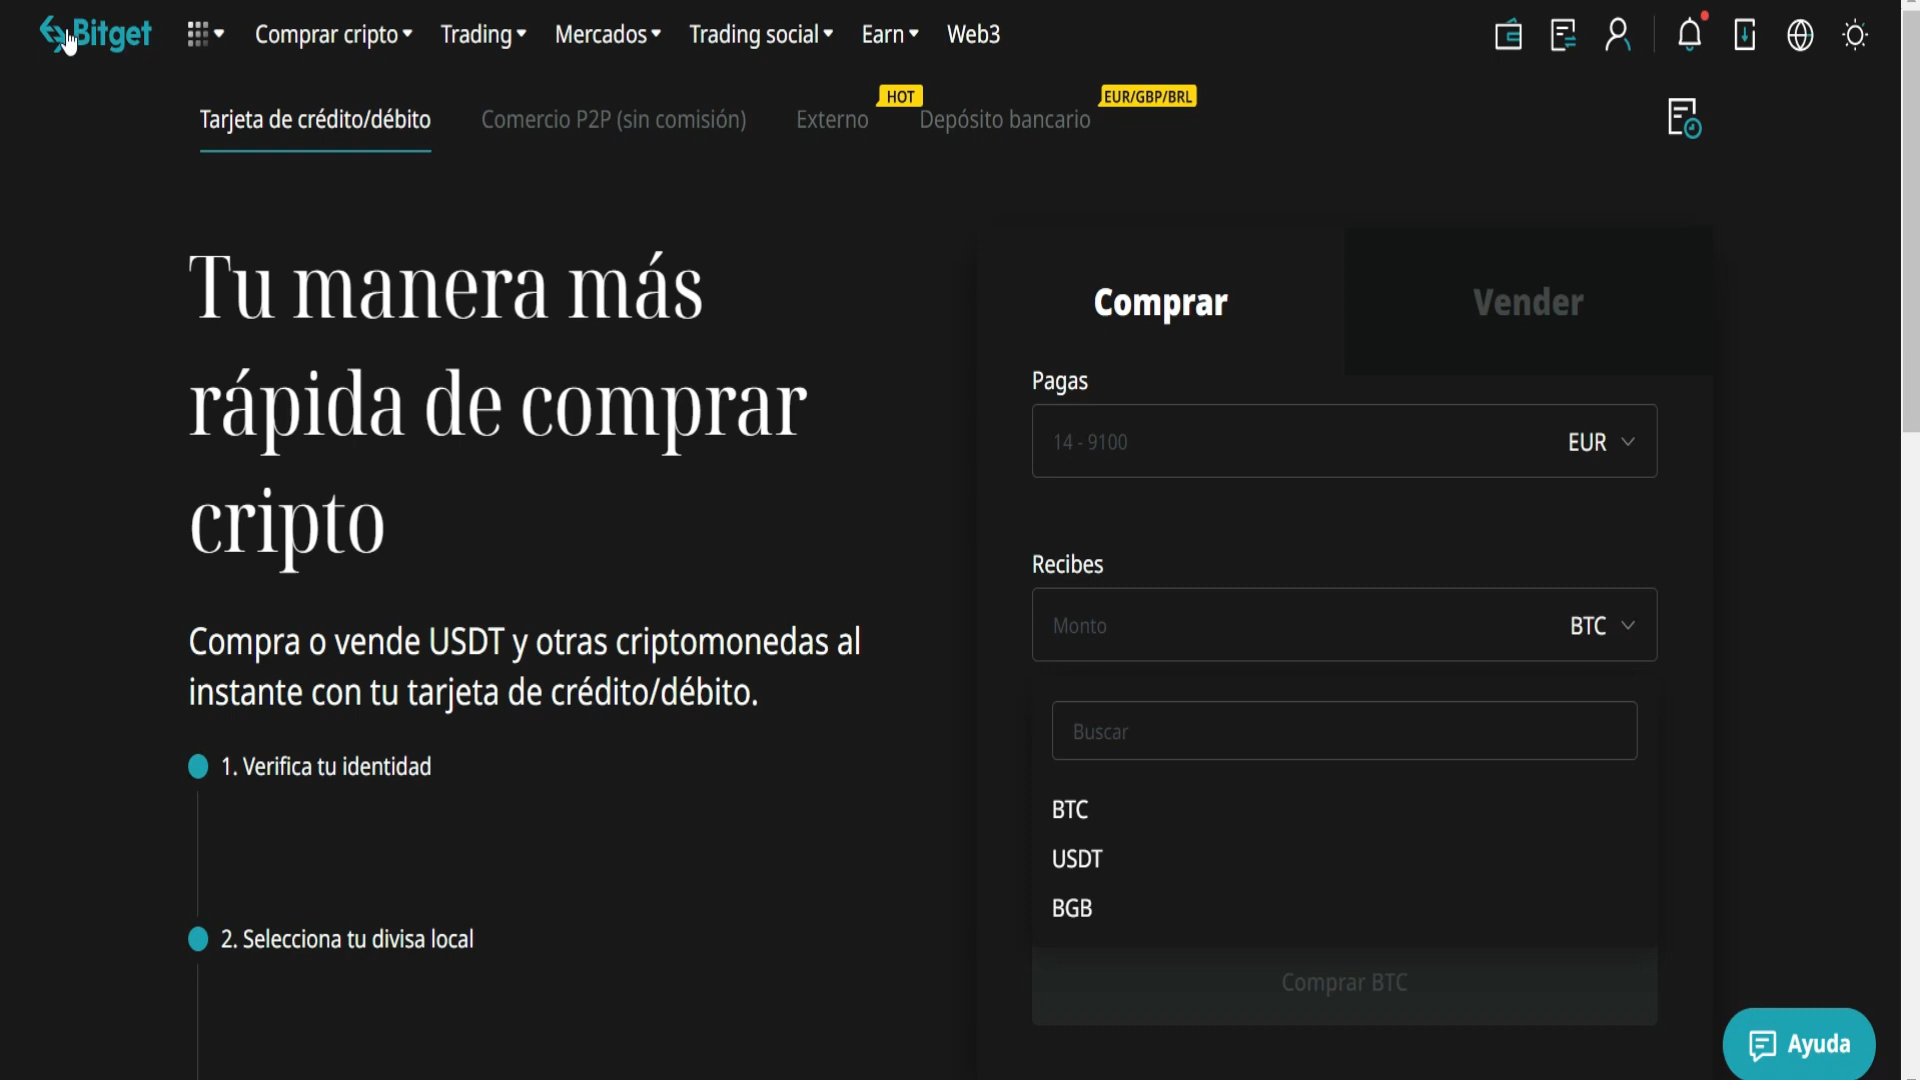 Bitget
Comprar cripto
Trading
Mercados
Trading social
Earn
Web3
Tarjeta de crédito/débito
Comercio P2P (sin comisión)
Externo
HOT
Depósito bancario
EUR/GBP/BRL
Tu manera más
rápida de comprar
cripto
Compra o vende USDT y otras criptomonedas al
instante con tu tarjeta de crédito/débito.
1. Verifica tu identidad
2. Selecciona tu divisa local
Comprar
Vender
Pagas
14 - 9100
EUR
Recibes
Monto
BTC
Buscar
BTC
USDT
BGB
Comprar BTC
Ayuda